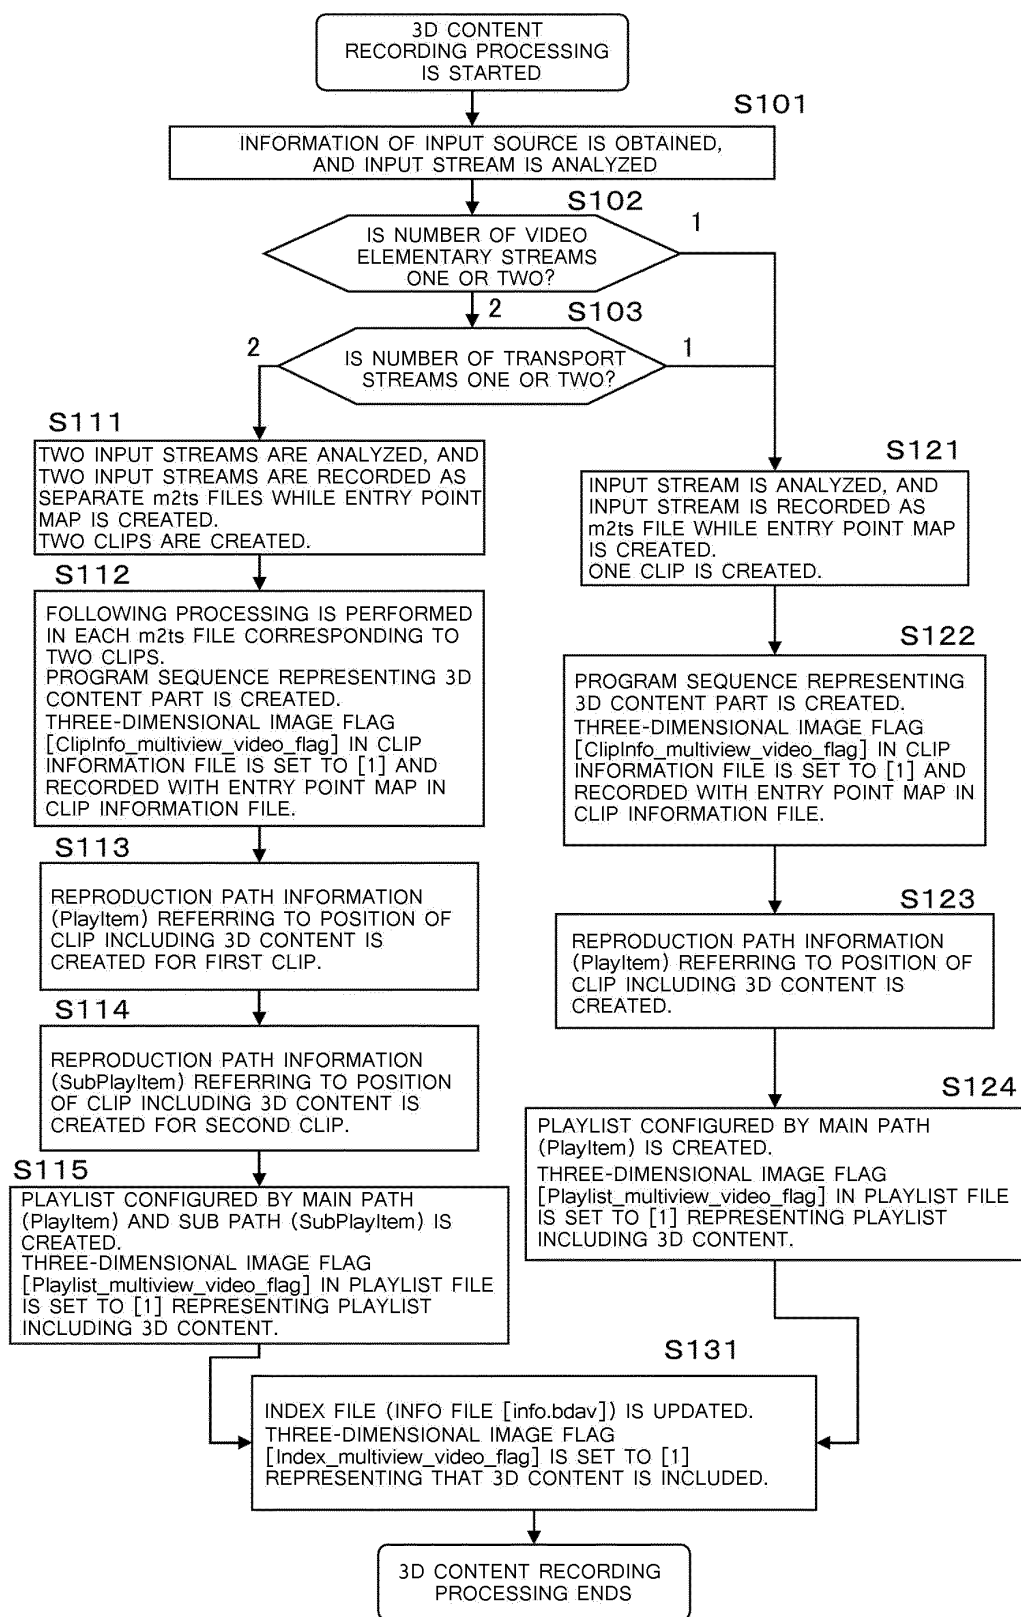 3D CONTENT
RECORDING PROCESSING
IS STARTED
S101
INFORMATION OF INPUT SOURCE IS OBTAINED,
AND INPUT STREAM IS ANALYZED
S102
IS NUMBER OF VIDEO
ELEMENTARY STREAMS
ONE OR TWO?
1
2
S103
IS NUMBER OF TRANSPORT
STREAMS ONE OR TWO?
2
1
S111
TWO INPUT STREAMS ARE ANALYZED, AND
TWO INPUT STREAMS ARE RECORDED AS
SEPARATE m2ts FILES WHILE ENTRY POINT
MAP IS CREATED.
TWO CLIPS ARE CREATED.
S112
FOLLOWING PROCESSING IS PERFORMED
IN EACH m2ts FILE CORRESPONDING TO
TWO CLIPS.
PROGRAM SEQUENCE REPRESENTING 3D
CONTENT PART IS CREATED.
THREE-DIMENSIONAL IMAGE FLAG
[ClipInfo_multiview_video_flag] IN CLIP
INFORMATION FILE IS SET TO [1] AND
RECORDED WITH ENTRY POINT MAP IN
CLIP INFORMATION FILE.
S113
REPRODUCTION PATH INFORMATION
(PlayItem) REFERRING TO POSITION OF
CLIP INCLUDING 3D CONTENT IS
CREATED FOR FIRST CLIP.
S114
REPRODUCTION PATH INFORMATION
(SubPlayItem) REFERRING TO POSITION
OF CLIP INCLUDING 3D CONTENT IS
CREATED FOR SECOND CLIP.
S115
PLAYLIST CONFIGURED BY MAIN PATH
(PlayItem) AND SUB PATH (SubPlayItem) IS
CREATED.
THREE-DIMENSIONAL IMAGE FLAG
[Playlist_multiview_video_flag] IN PLAYLIST FILE
IS SET TO [1] REPRESENTING PLAYLIST
INCLUDING 3D CONTENT.
S121
INPUT STREAM IS ANALYZED, AND
INPUT STREAM IS RECORDED AS
m2ts FILE WHILE ENTRY POINT MAP
IS CREATED.
ONE CLIP IS CREATED.
S122
PROGRAM SEQUENCE REPRESENTING
3D CONTENT PART IS CREATED.
THREE-DIMENSIONAL IMAGE FLAG
[ClipInfo_multiview_video_flag] IN CLIP
INFORMATION FILE IS SET TO [1] AND
RECORDED WITH ENTRY POINT MAP IN
CLIP INFORMATION FILE.
S123
REPRODUCTION PATH INFORMATION
(PlayItem) REFERRING TO POSITION OF
CLIP INCLUDING 3D CONTENT IS
CREATED.
S124
PLAYLIST CONFIGURED BY MAIN PATH
(PlayItem) IS CREATED.
THREE-DIMENSIONAL IMAGE FLAG
[Playlist_multiview_video_flag] IN PLAYLIST FILE
IS SET TO [1] REPRESENTING PLAYLIST
INCLUDING 3D CONTENT.
S131
INDEX FILE (INFO FILE [info.bdav]) IS UPDATED.
THREE-DIMENSIONAL IMAGE FLAG
[Index_multiview_video_flag] IS SET TO [1]
REPRESENTING THAT 3D CONTENT IS INCLUDED.
3D CONTENT RECORDING
PROCESSING ENDS